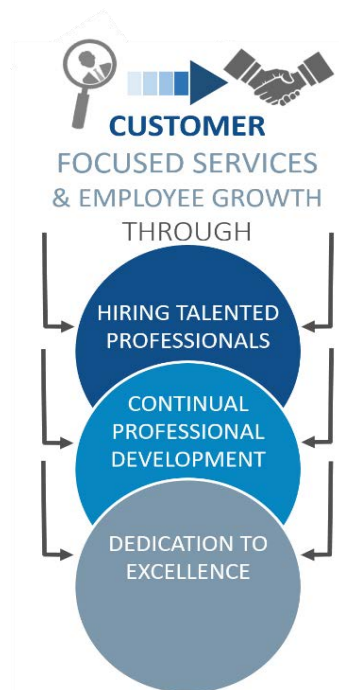 CUSTOMER
FOCUSED SERVICES
& EMPLOYEE GROWTH
THROUGH
HIRING TALENTED
PROFESSIONALS
CONTINUAL
PROFESSIONAL
DEVELOPMENT
DEDICATION TO
EXCELLENCE